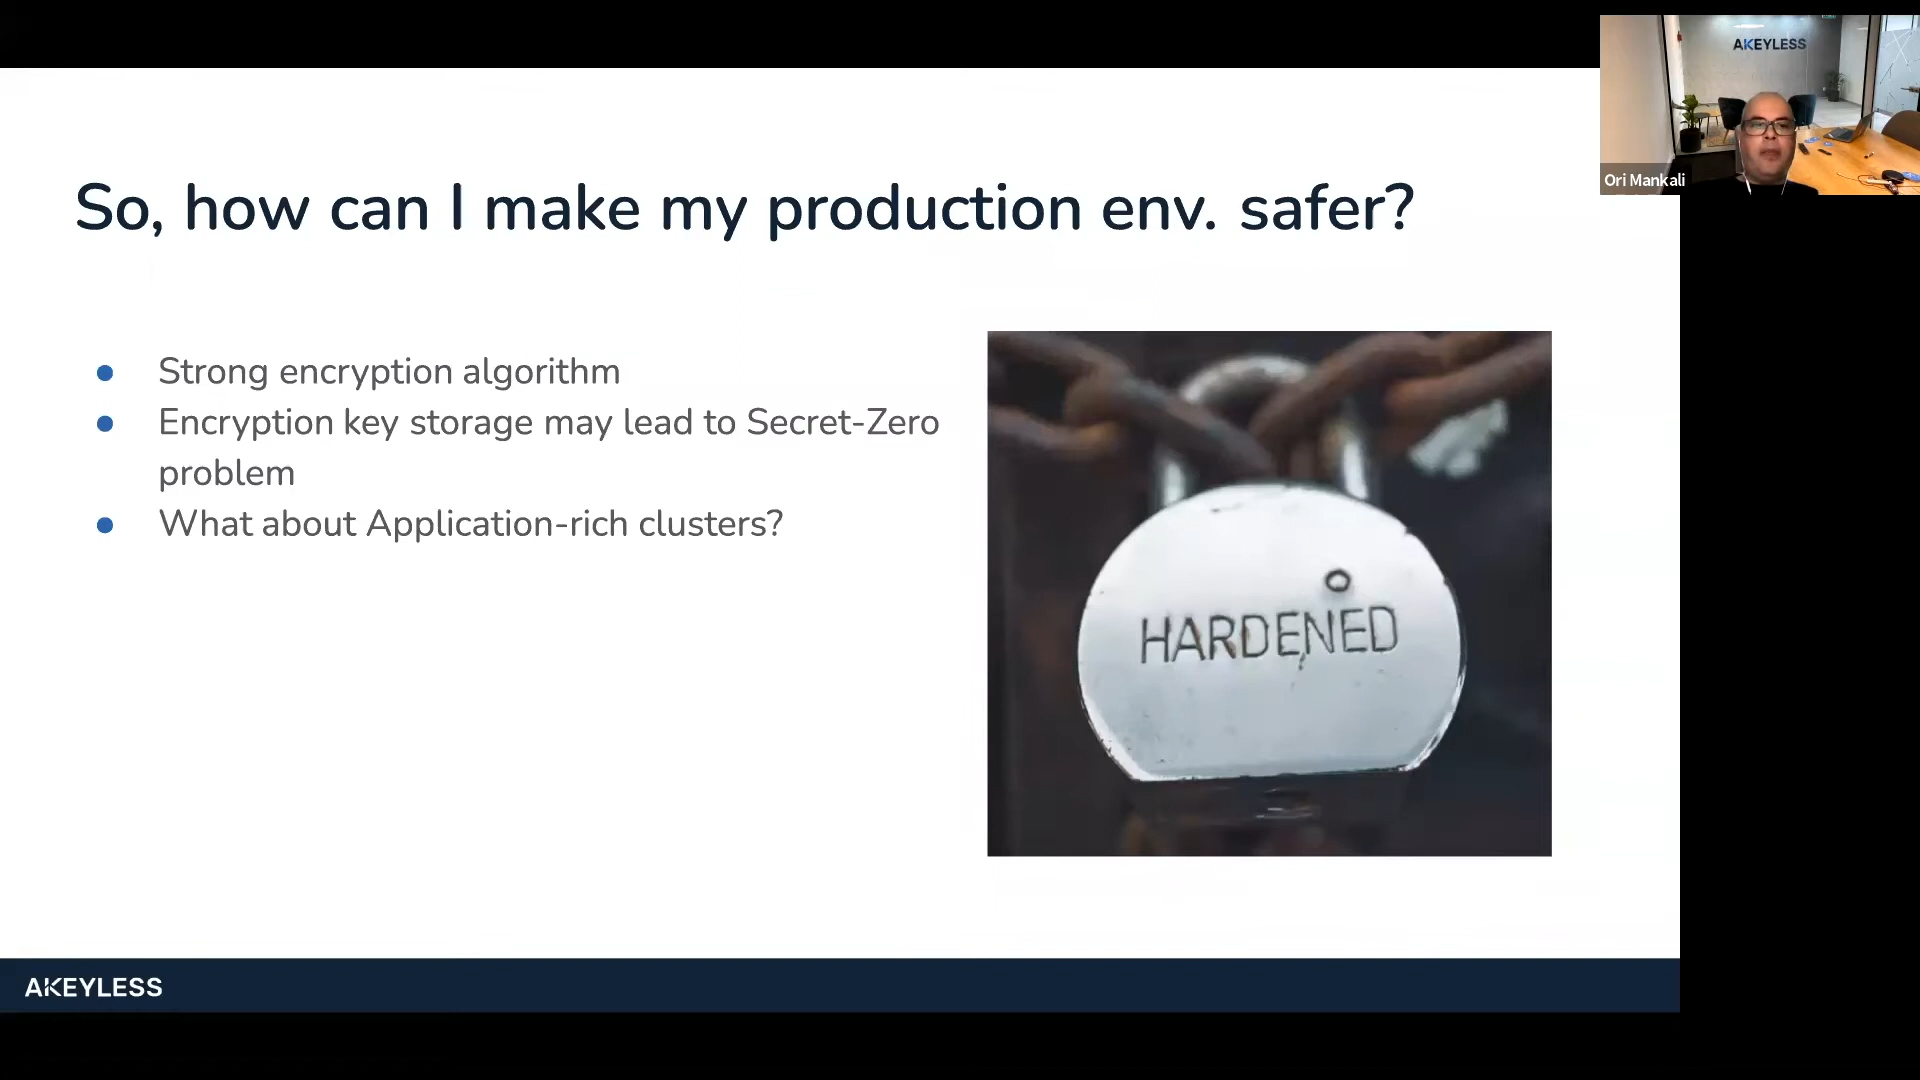 AKEYLESS
Ori Mankali
So, how can I make my production env. safer?
● Strong encryption algorithm
● Encryption key storage may lead to Secret-Zero
problem
● What about Application-rich clusters?
HARDENED
AKEYLESS